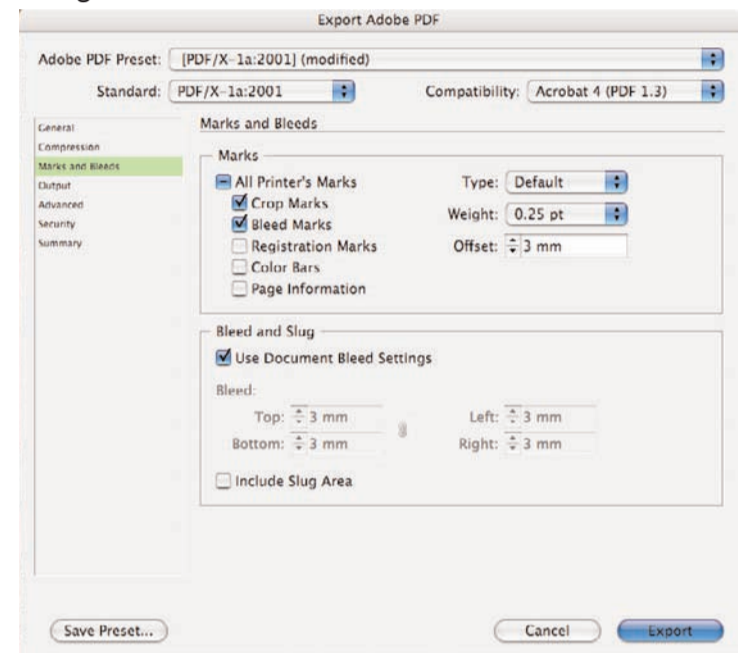 Export Adobe PDF
Adobe PDF Preset: [PDF/X-1a:2001] (modified)
Standard: PDF/X-1a:2001 Compatibility: Acrobat 4 (PDF 1.3)
General
Compression
Marks and Bleeds
Output
Advanced
Security
Summary
Marks and Bleeds
Marks
All Printer's Marks Type: Default
Crop Marks Weight: 0.25 pt
Bleed Marks Offset: 3 mm
Registration Marks
Color Bars
Page Information
Bleed and Slug
Use Document Bleed Settings
Bleed:
Top: 3 mm Left: 3 mm
Bottom: 3 mm Right: 3 mm
Include Slug Area
Save Preset... Cancel Export